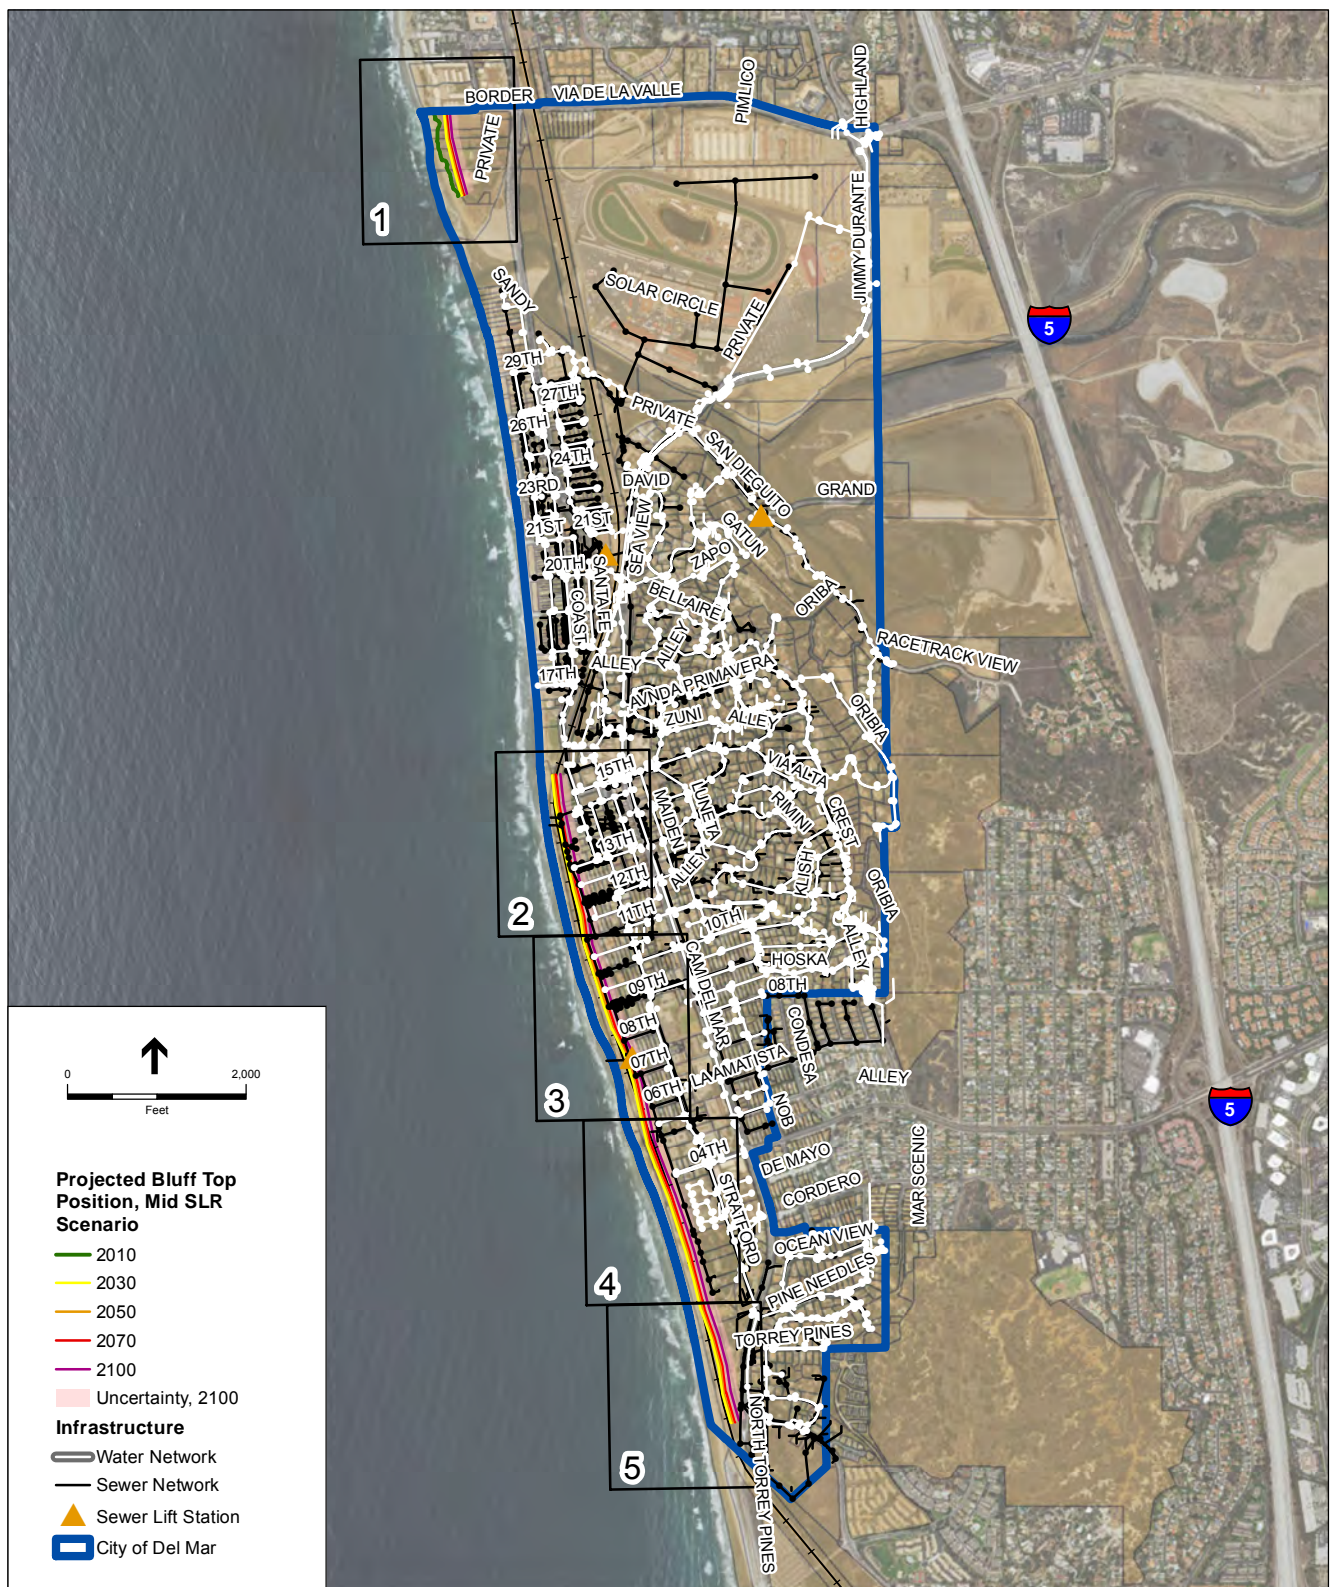 BORDER
VIA DE LA VALLE
PIMLICO
HIGHLAND
PRIVATE
1
JIMMY DURANTE
SANDY
SOLAR CIRCLE
PRIVATE
5
29TH
27TH
PRIVATE
26TH
24TH
SAN DIEGUITO
DAVID
23RD
GRAND
21ST
21ST
SEA VIEW
GATUN
ZAPO
20TH
SANTA FE
COAST
BELLAIRE
ORIBA
ALLEY
ALLEY
RACETRACK VIEW
17TH
AVNDA PRIMAVERA
ZUNI
ALLEY
ORIBIA
15TH
VIA ALTA
MAIDEN
LUNETA
RIMINI
CREST
13TH
ALLEY
KLISH
12TH
ORIBIA
2
11TH
10TH
ALLEY
HOSKA
CAM DEL MAR
09TH
08TH
08TH
CONDESA
07TH
LA AMATISTA
ALLEY
06TH
3
NOB
5
04TH
DE MAYO
MAR SCENIC
STRATFORD
CORDERO
OCEAN VIEW
4
PINE NEEDLES
TORREY PINES
NORTH TORREY PINES
5
0
2,000
Feet
Projected Bluff Top
Position, Mid SLR
Scenario
2010
2030
2050
2070
2100
Uncertainty, 2100
Infrastructure
Water Network
Sewer Network
Sewer Lift Station
City of Del Mar